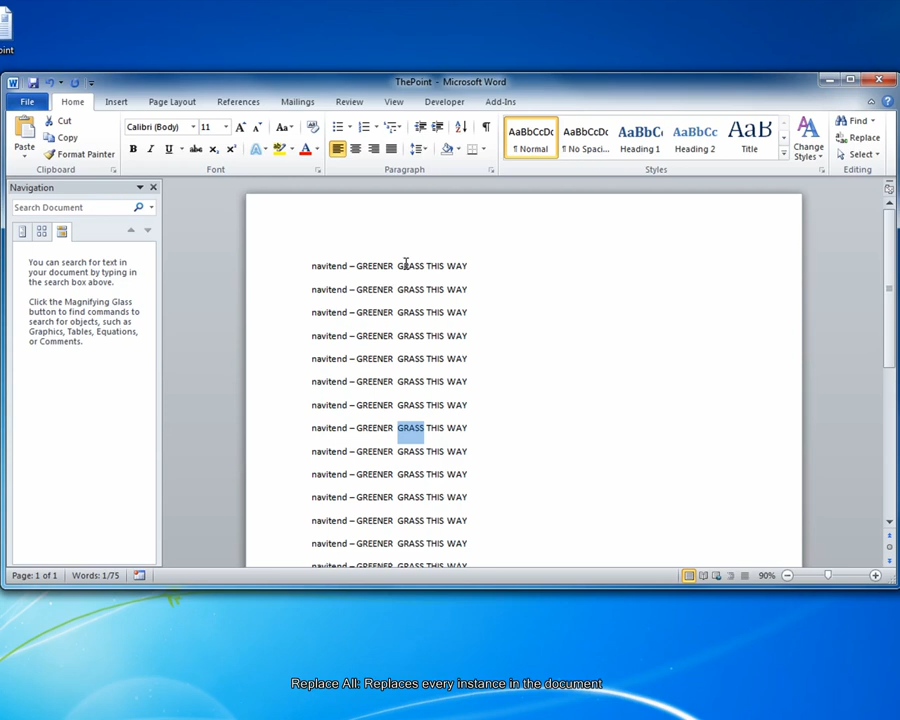 oint
ThePoint - Microsoft Word
File Home Insert Page Layout References Mailings Review View Developer Add-Ins
Paste
Cut
Copy
Format Painter
Clipboard
Calibri (Body) 11
Font
Paragraph
AaBbCcDc AaBbCcDc AaBbC AaBbCc AaB
¶ Normal ¶ No Spaci... Heading 1 Heading 2 Title
Change Styles
Styles
Find
Replace
Select
Editing
Navigation
Search Document
You can search for text in
your document by typing in
the search box above.
Click the Magnifying Glass
button to find commands to
search for objects, such as
Graphics, Tables, Equations,
or Comments.
navitend – GREENER GRASS THIS WAY
navitend – GREENER GRASS THIS WAY
navitend – GREENER GRASS THIS WAY
navitend – GREENER GRASS THIS WAY
navitend – GREENER GRASS THIS WAY
navitend – GREENER GRASS THIS WAY
navitend – GREENER GRASS THIS WAY
navitend – GREENER GRASS THIS WAY
navitend – GREENER GRASS THIS WAY
navitend – GREENER GRASS THIS WAY
navitend – GREENER GRASS THIS WAY
navitend – GREENER GRASS THIS WAY
navitend – GREENER GRASS THIS WAY
navitend – GREENER GRASS THIS WAY
Page: 1 of 1 Words: 1/75 90%
Replace All: Replaces every instance in the document